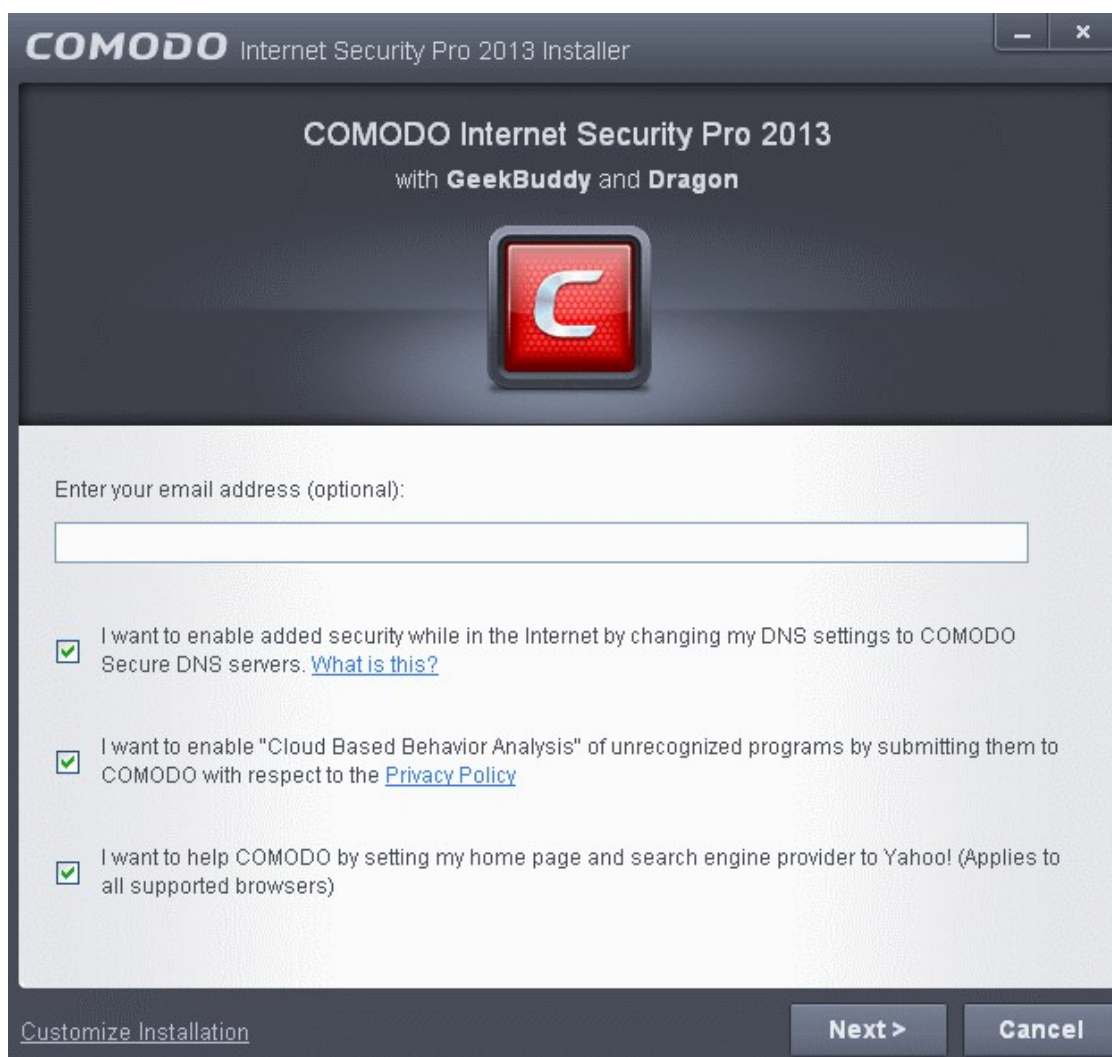 COMODO Internet Security Pro 2013 Installer
COMODO Internet Security Pro 2013
with GeekBuddy and Dragon
C
Enter your email address (optional):
I want to enable added security while in the Internet by changing my DNS settings to COMODO
Secure DNS servers. What is this?
I want to enable "Cloud Based Behavior Analysis" of unrecognized programs by submitting them to
COMODO with respect to the Privacy Policy
I want to help COMODO by setting my home page and search engine provider to Yahoo! (Applies to
all supported browsers)
Customize Installation
Next >
Cancel